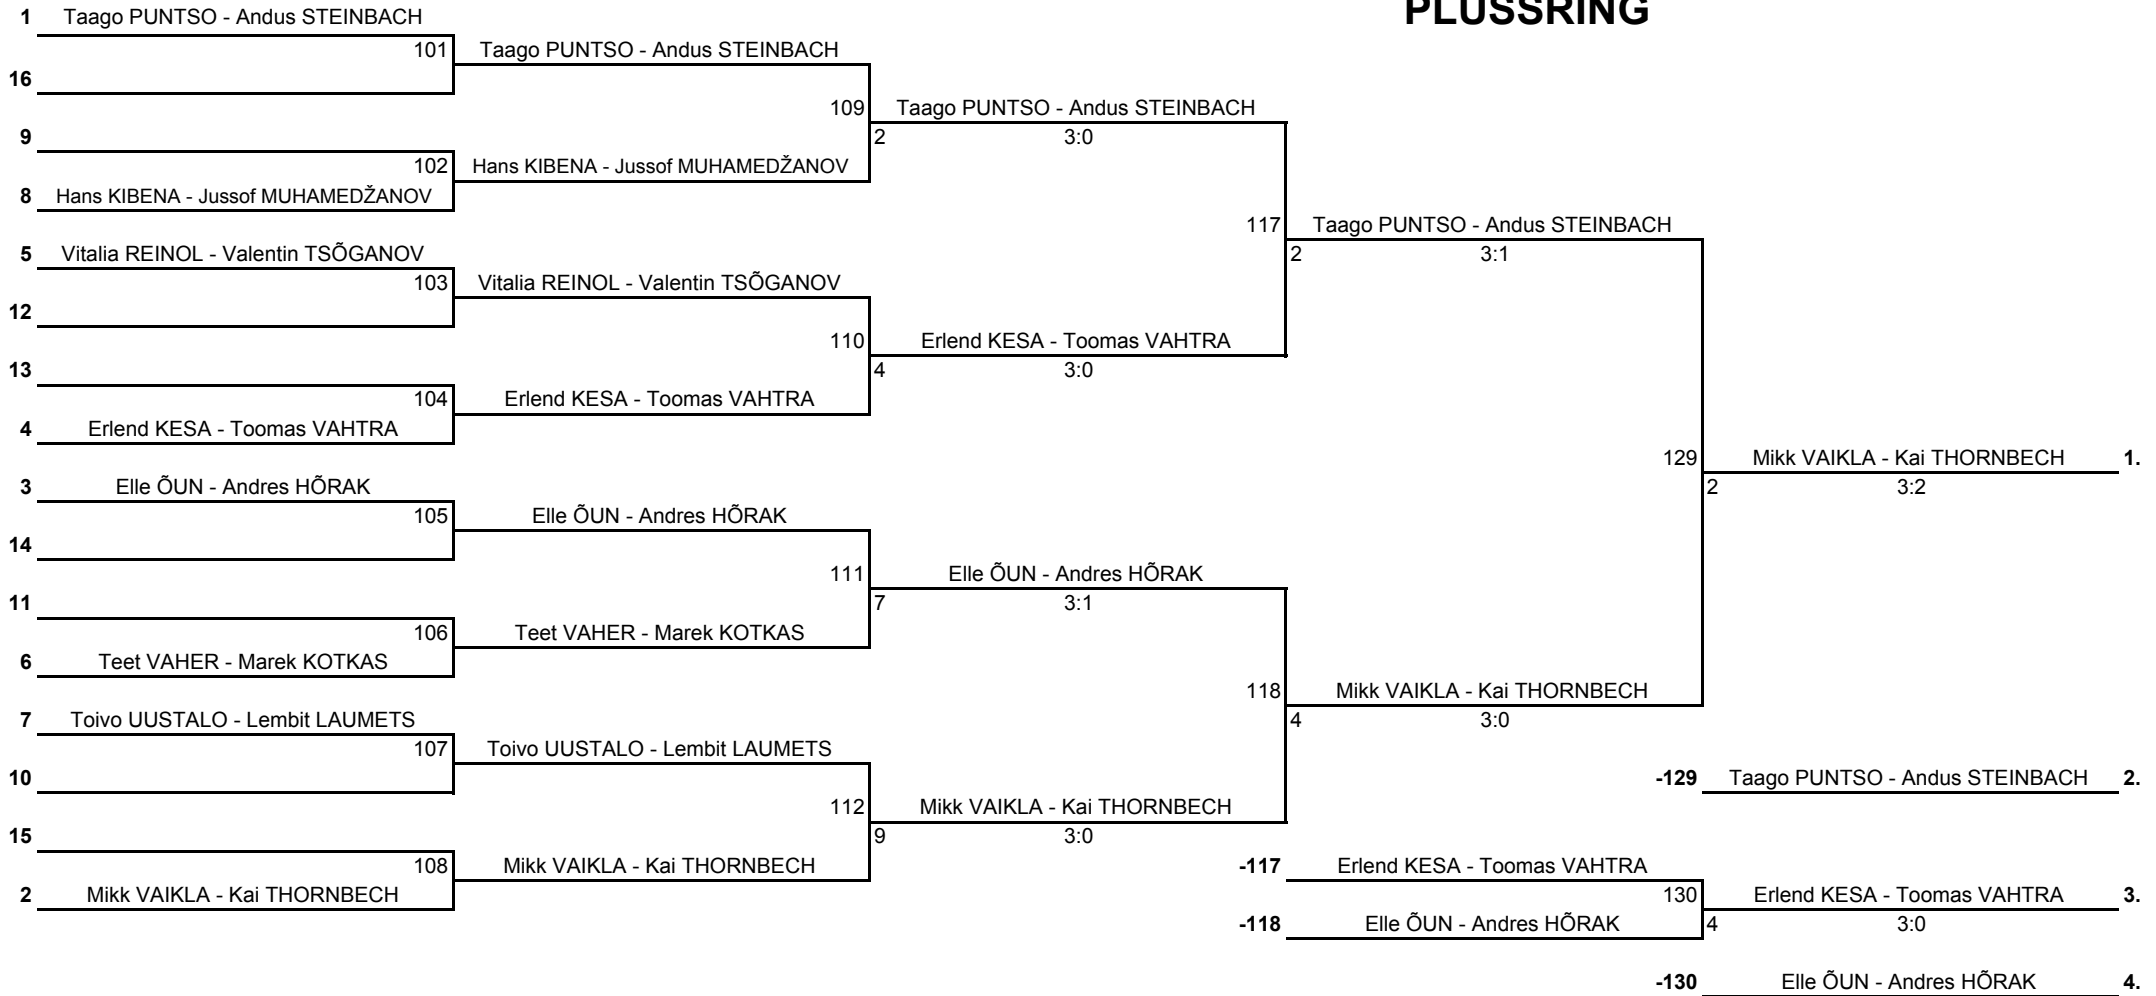 PLUSSRING
1 Taago PUNTSO - Andus STEINBACH
101 Taago PUNTSO - Andus STEINBACH
16
109 Taago PUNTSO - Andus STEINBACH
9
2 3:0
102 Hans KIBENA - Jussof MUHAMEDŽANOV
8 Hans KIBENA - Jussof MUHAMEDŽANOV
117 Taago PUNTSO - Andus STEINBACH
5 Vitalia REINOL - Valentin TSÕGANOV
2 3:1
103 Vitalia REINOL - Valentin TSÕGANOV
12
110 Erlend KESA - Toomas VAHTRA
13
4 3:0
104 Erlend KESA - Toomas VAHTRA
4 Erlend KESA - Toomas VAHTRA
129 Mikk VAIKLA - Kai THORNBECH 1.
3 Elle ÕUN - Andres HÕRAK
2 3:2
105 Elle ÕUN - Andres HÕRAK
14
111 Elle ÕUN - Andres HÕRAK
11
7 3:1
106 Teet VAHER - Marek KOTKAS
6 Teet VAHER - Marek KOTKAS
118 Mikk VAIKLA - Kai THORNBECH
7 Toivo UUSTALO - Lembit LAUMETS
4 3:0
107 Toivo UUSTALO - Lembit LAUMETS
10
-129 Taago PUNTSO - Andus STEINBACH 2.
112 Mikk VAIKLA - Kai THORNBECH
15
9 3:0
108 Mikk VAIKLA - Kai THORNBECH
-117 Erlend KESA - Toomas VAHTRA
2 Mikk VAIKLA - Kai THORNBECH
130 Erlend KESA - Toomas VAHTRA 3.
-118 Elle ÕUN - Andres HÕRAK
4 3:0
-130 Elle ÕUN - Andres HÕRAK 4.